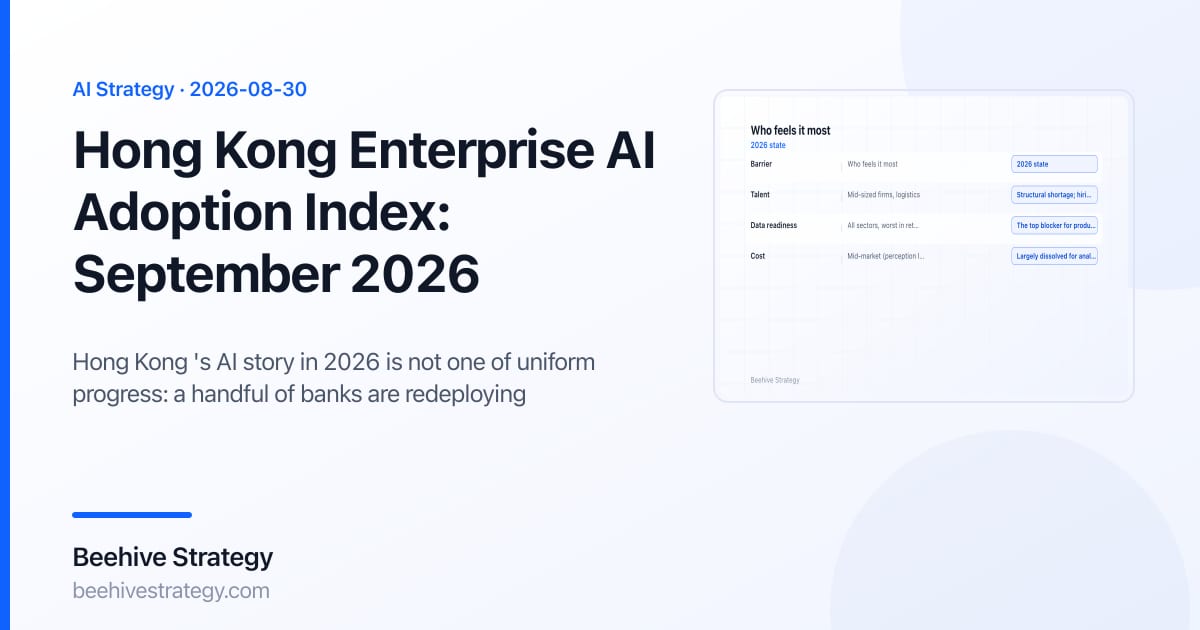 AI Strategy · 2026-08-30
Hong Kong Enterprise AI
Adoption Index:
September 2026
Hong Kong 's AI story in 2026 is not one of uniform
progress: a handful of banks are redeploying
Beehive Strategy
beehivestrategy.com
Who feels it most
2026 state
Barrier Who feels it most 2026 state
Talent Mid-sized firms, logistics Structural shortage; hiri...
Data readiness All sectors, worst in ret... The top blocker for produ...
Cost Mid-market (perception l... Largely dissolved for anal...
Beehive Strategy